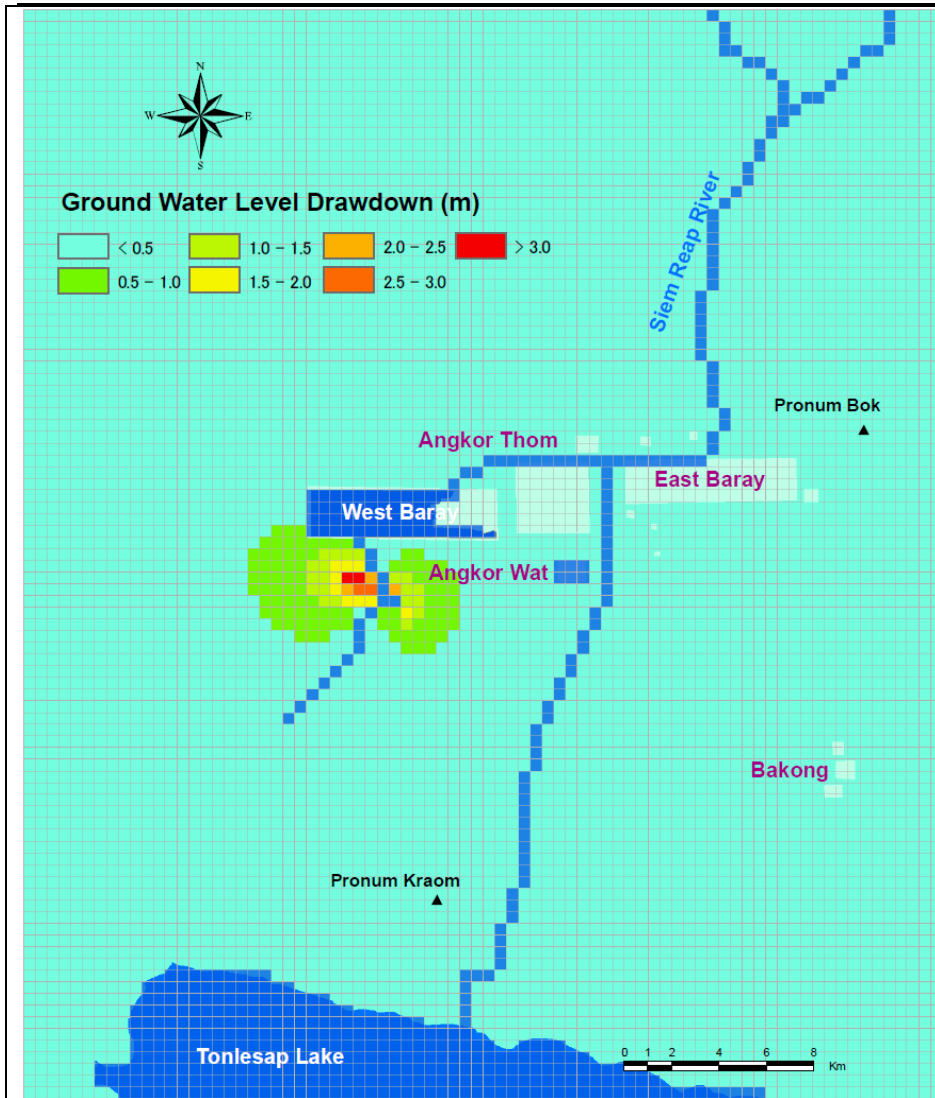 N
W E
S
Ground Water Level Drawdown (m)
< 0.5 1.0 - 1.5 2.0 - 2.5 > 3.0
0.5 - 1.0 1.5 - 2.0 2.5 - 3.0
Siem Reap River
Pronum Bok
Angkor Thom
East Baray
West Baray
Angkor Wat
Bakong
Pronum Kraom
Tonlesap Lake
0 1 2 4 6 8
Km